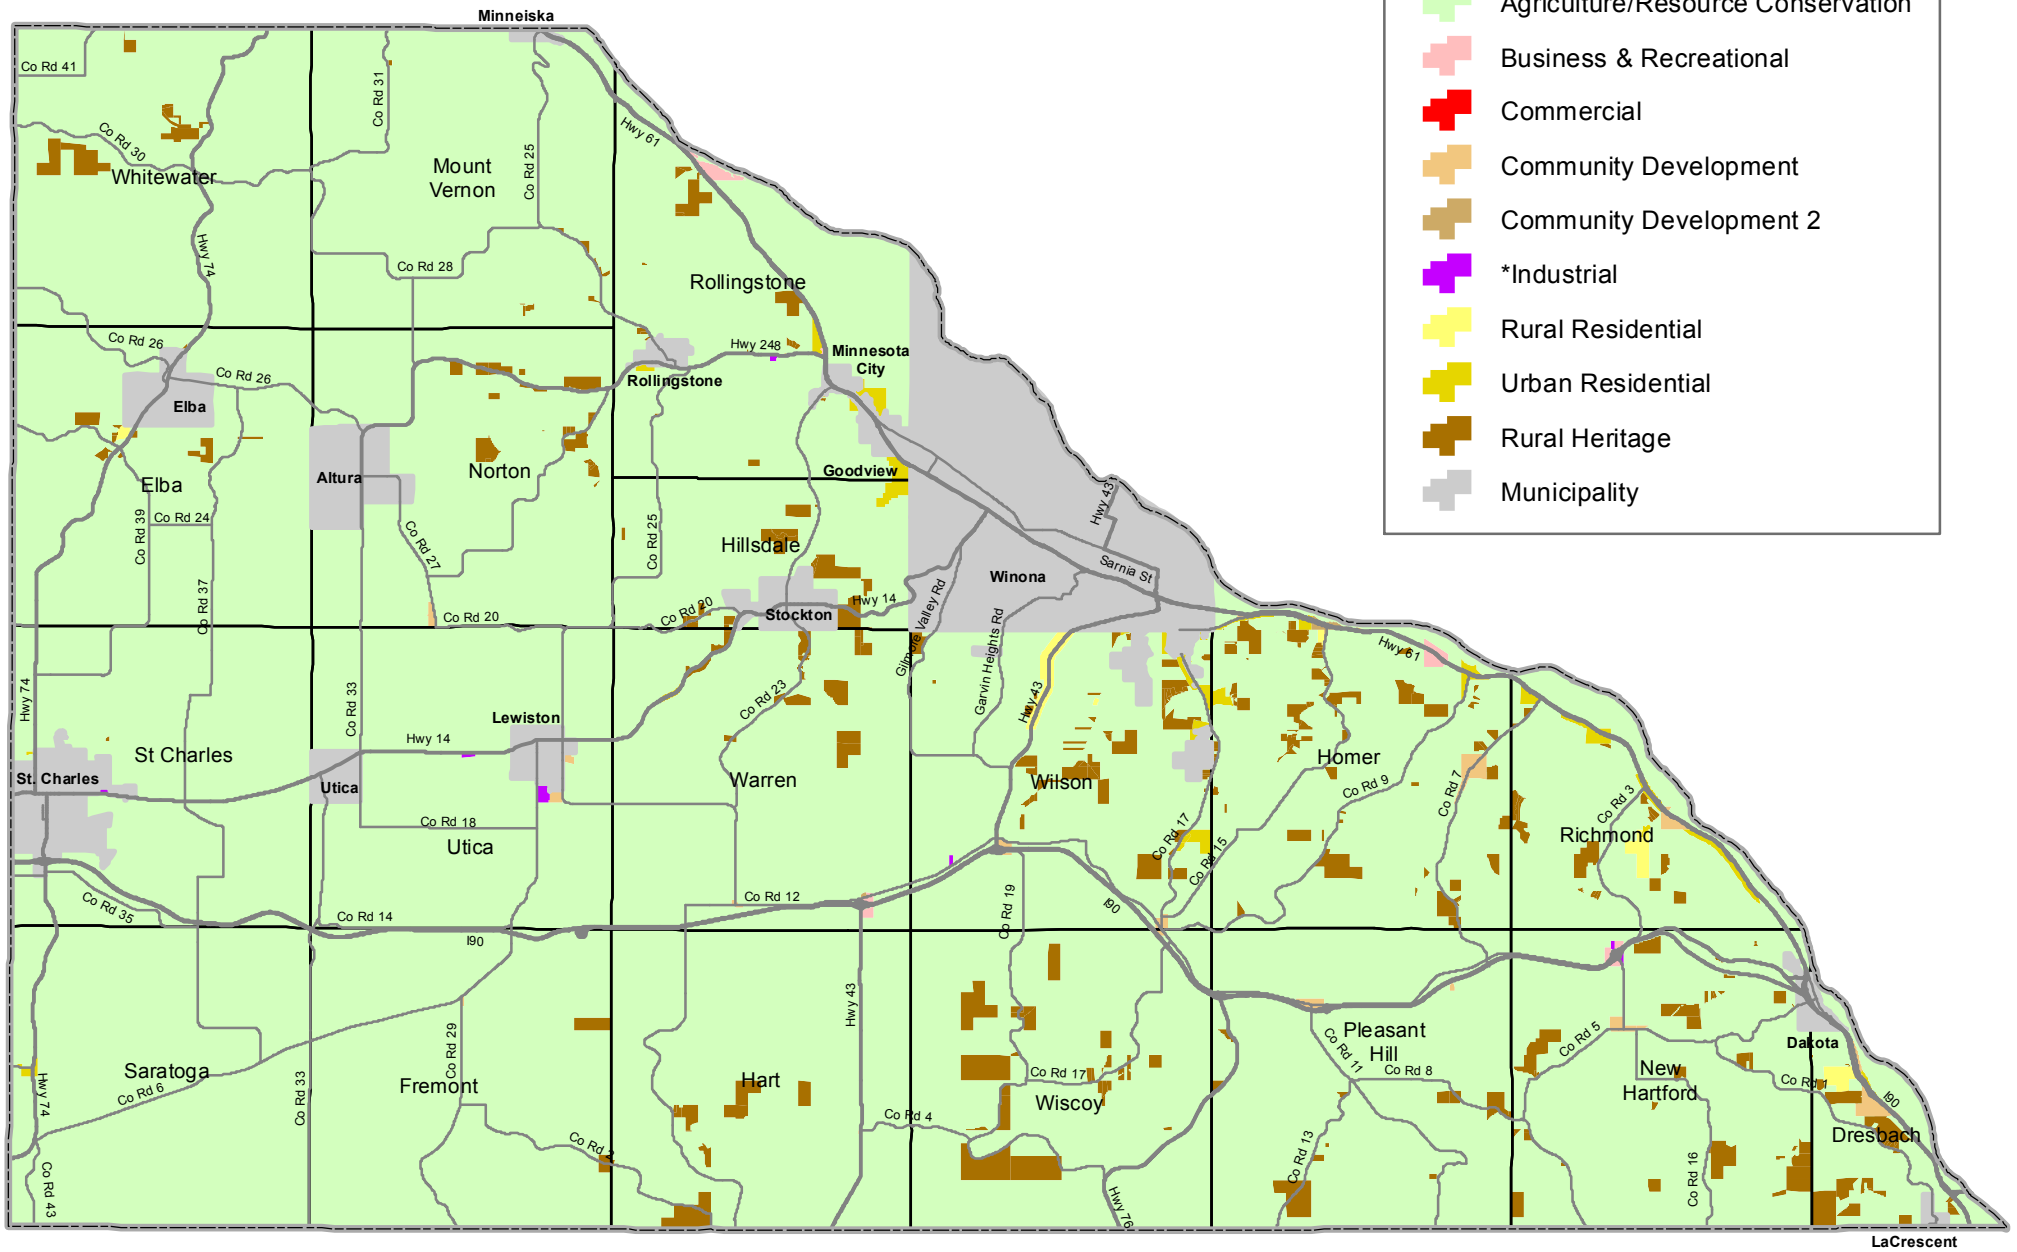 Agriculture/Resource Conservation
Business & Recreational
Commercial
Community Development
Community Development 2
*Industrial
Rural Residential
Urban Residential
Rural Heritage
Municipality
Minneiska
Co Rd 41
Co Rd 31
Co Rd 30
Whitewater
Mount
Vernon
Co Rd 25
Hwy 61
Hwy 74
Co Rd 28
Rollingstone
Co Rd 26
Co Rd 26
Elba
Hwy 248
Rollingstone
Minnesota
City
Elba
Altura
Norton
Goodview
Co Rd 39
Co Rd 24
Co Rd 37
Co Rd 27
Co Rd 25
Hillsdale
Hwy 43
Sarnia St
Winona
Co Rd 20
Co Rd 20
Stockton
Hwy 14
Gilmore Valley Rd
Garvin Heights Rd
Hwy 61
Hwy 74
Co Rd 33
Co Rd 23
Hwy 43
Lewiston
Hwy 14
St Charles
St. Charles
Utica
Warren
Wilson
Homer
Co Rd 9
Co Rd 7
Co Rd 3
Richmond
Co Rd 18
Utica
Co Rd 17
Co Rd 15
Co Rd 35
Co Rd 14
I90
Co Rd 12
Co Rd 19
I90
Hwy 43
Co Rd 29
Saratoga
Co Rd 6
Hwy 74
Co Rd 33
Fremont
Hart
Co Rd 17
Wiscoy
Co Rd 4
Pleasant
Hill
Co Rd 11
Co Rd 8
Co Rd 5
New
Hartford
Dakota
Co Rd 1
I90
Dresbach
Co Rd 43
Co Rd 2
Hwy 76
Co Rd 13
Co Rd 16
LaCrescent